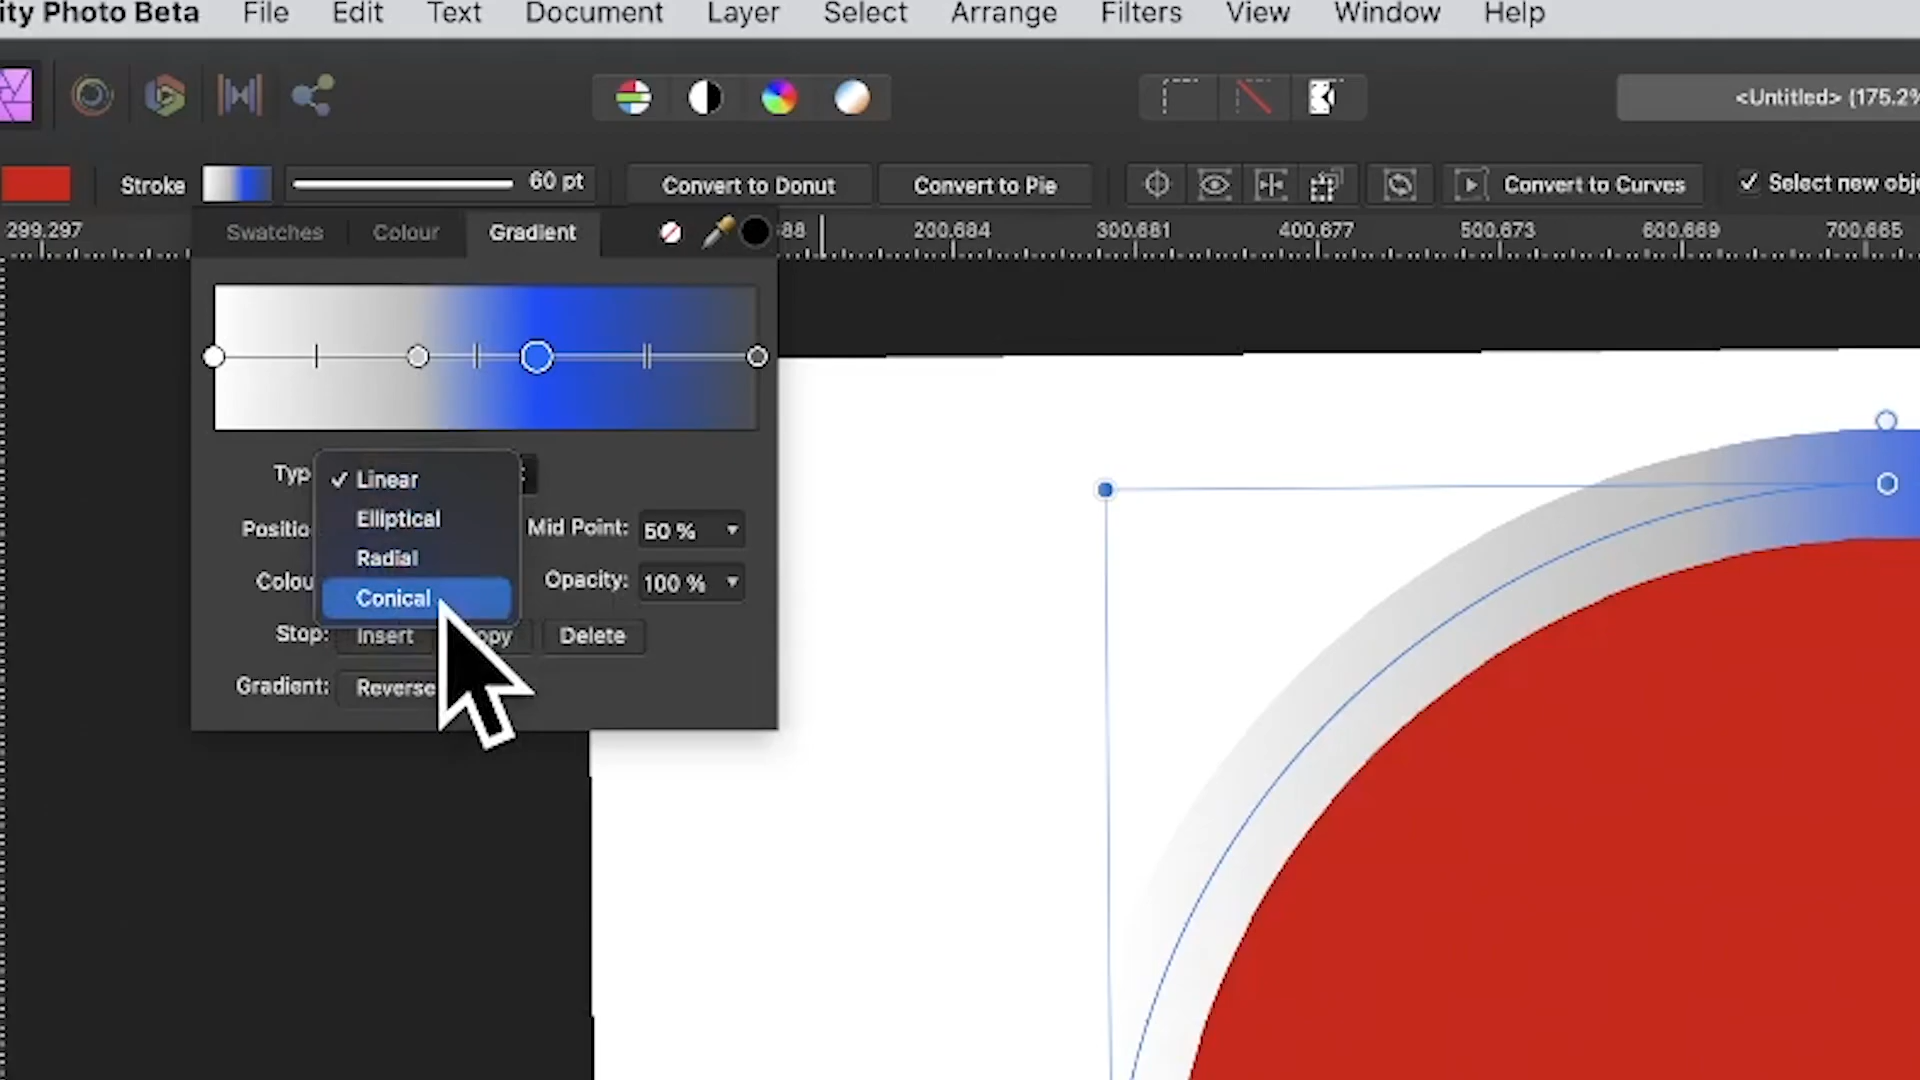 ity Photo Beta File Edit Text Document Layer Select Arrange Filters View Window Help
<Untitled> (175.2%
Stroke 60 pt Convert to Donut Convert to Pie Convert to Curves Select new obje
299.297 200.684 300.681 400.677 500.673 600.669 700.665
Swatches Colour Gradient
Typ
Linear
Elliptical
Radial
Conical
Positio
Mid Point: 50 %
Colou
Opacity: 100 %
Stop: Insert opy Delete
Gradient: Reverse